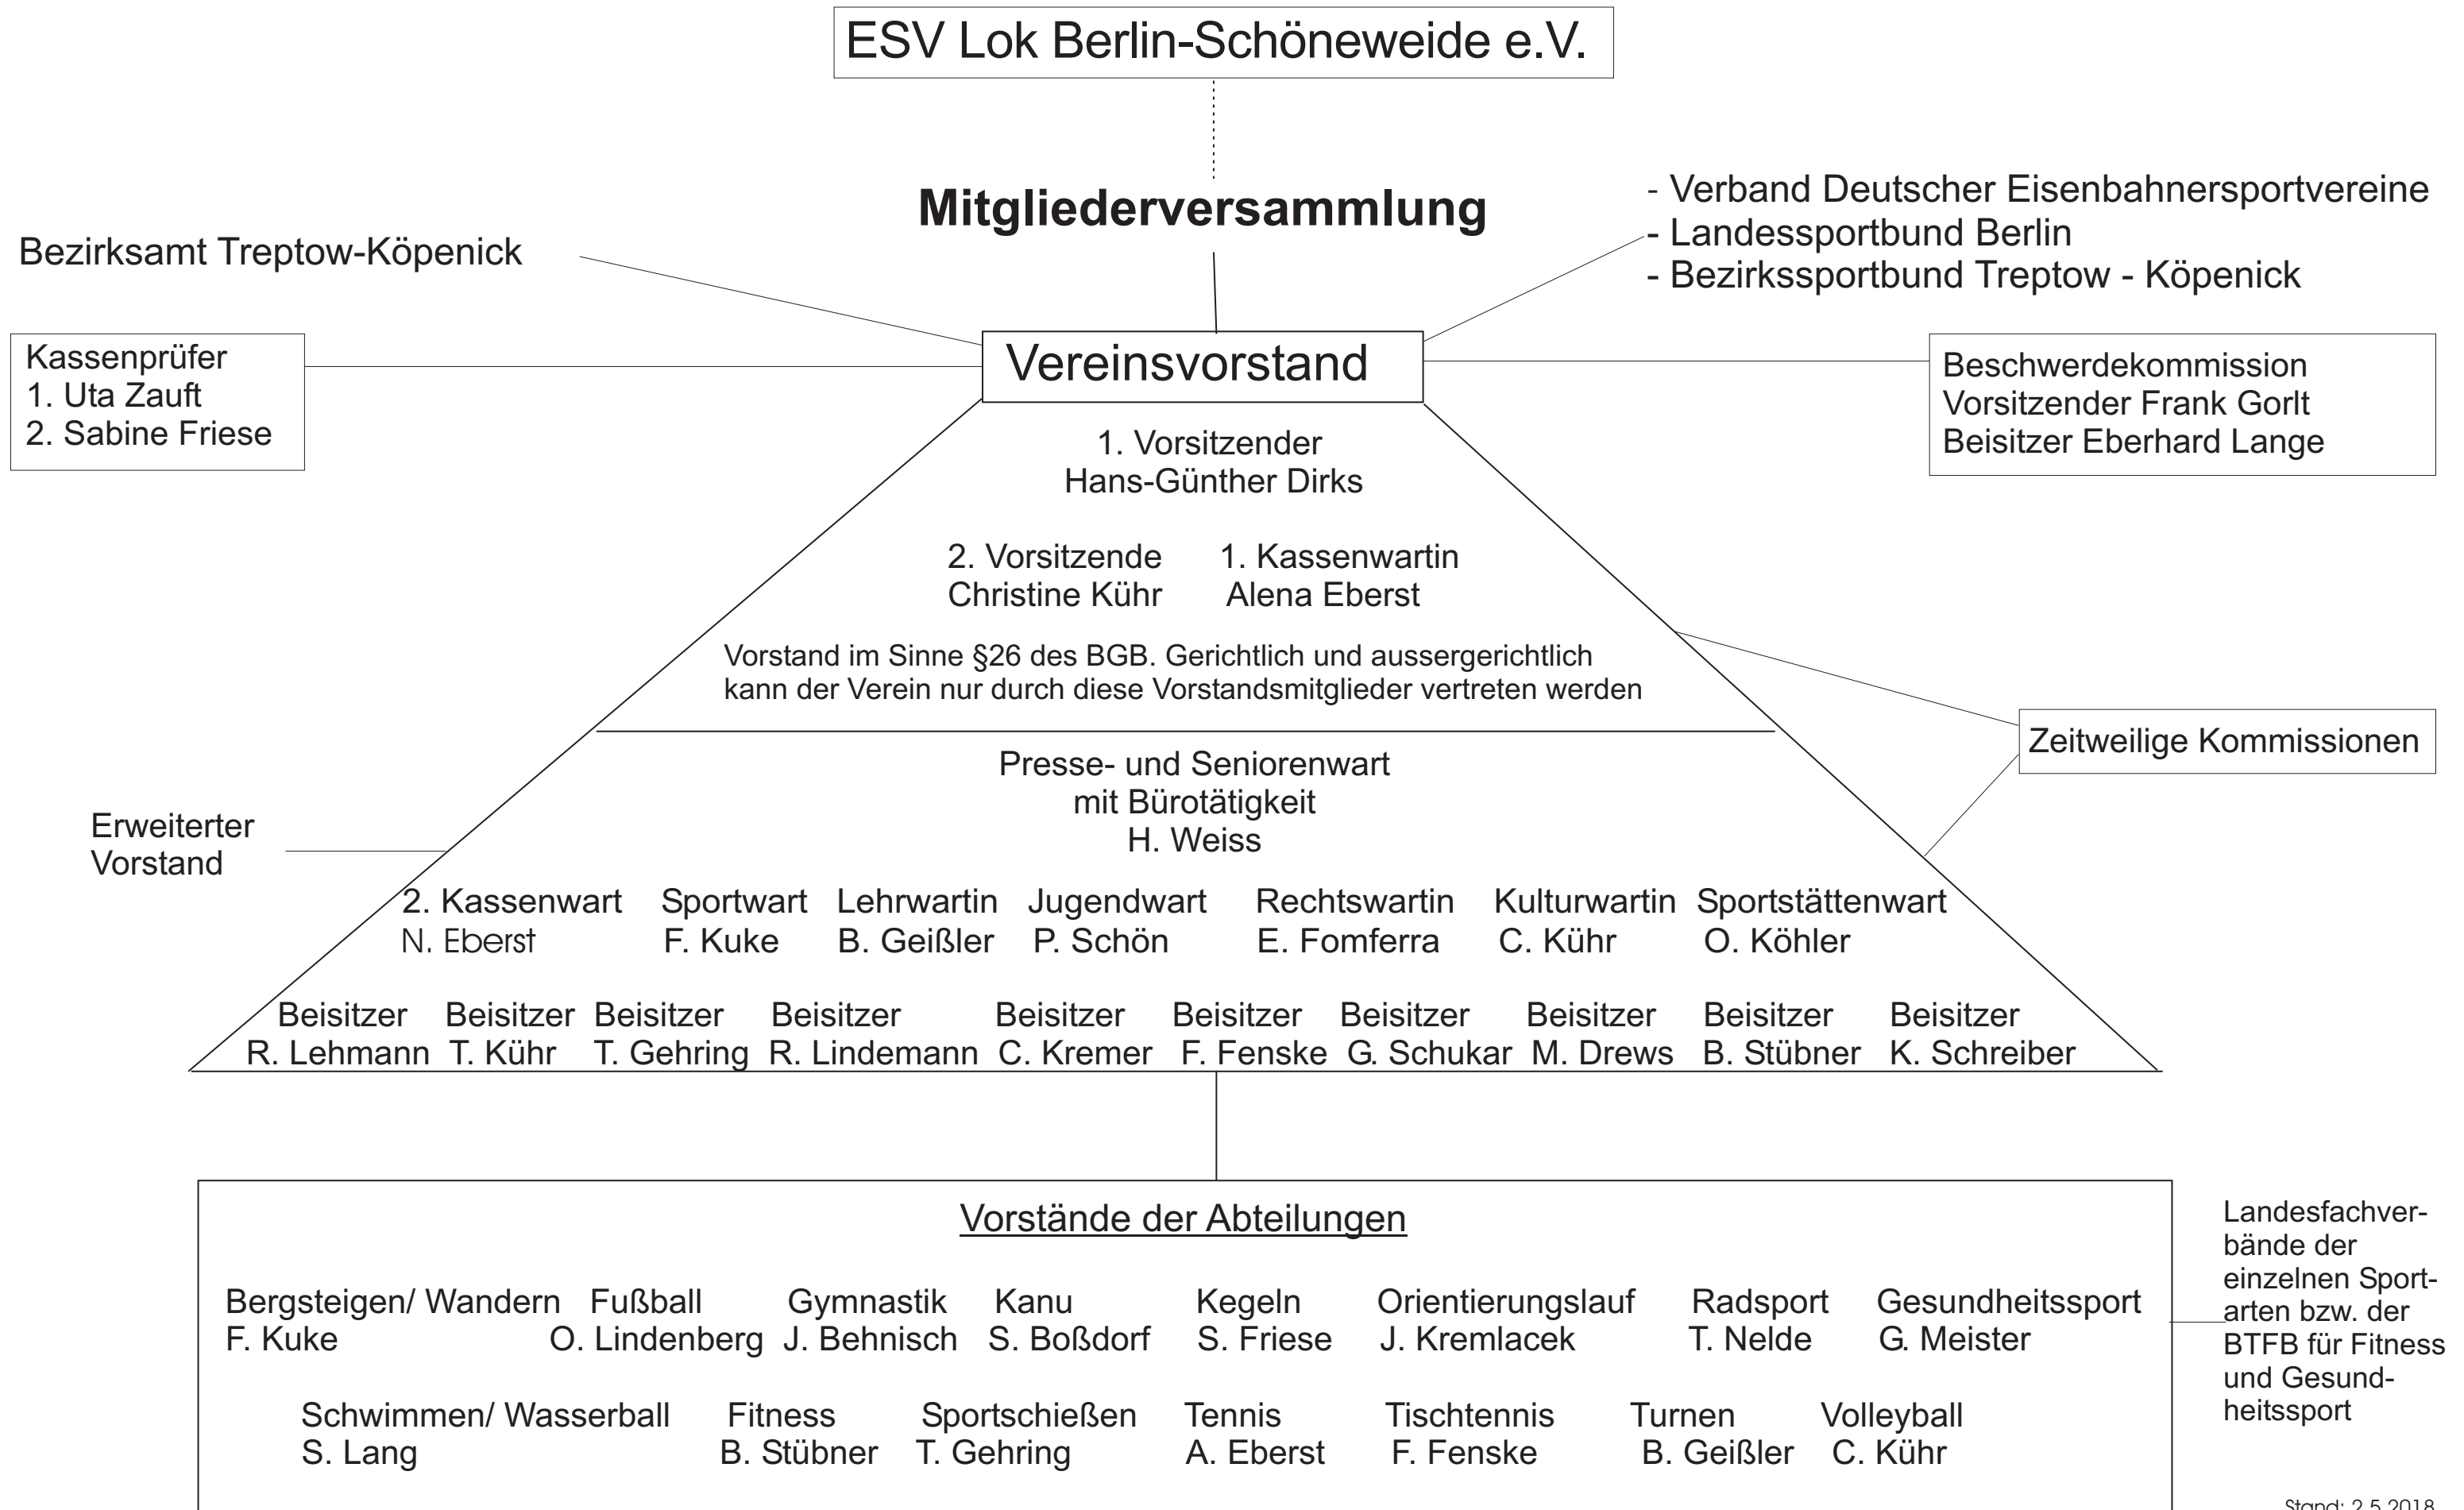 ESV Lok Berlin-Schöneweide e.V.
Mitgliederversammlung
- Verband Deutscher Eisenbahnersportvereine
- Landessportbund Berlin
- Bezirkssportbund Treptow - Köpenick
Bezirksamt Treptow-Köpenick
Kassenprüfer
1. Uta Zauft
2. Sabine Friese
Vereinsvorstand
Beschwerdekommission
Vorsitzender Frank Gorlt
Beisitzer Eberhard Lange
1. Vorsitzender
Hans-Günther Dirks
2. Vorsitzende 1. Kassenwartin
Christine Kühr Alena Eberst
Vorstand im Sinne §26 des BGB. Gerichtlich und aussergerichtlich
kann der Verein nur durch diese Vorstandsmitglieder vertreten werden
Zeitweilige Kommissionen
Presse- und Seniorenwart
mit Bürotätigkeit
H. Weiss
Erweiterter
Vorstand
2. Kassenwart Sportwart Lehrwartin Jugendwart Rechtswartin Kulturwartin Sportstättenwart
N. Eberst F. Kuke B. Geißler P. Schön E. Fomferra C. Kühr O. Köhler
Beisitzer Beisitzer Beisitzer Beisitzer Beisitzer Beisitzer Beisitzer Beisitzer Beisitzer Beisitzer
R. Lehmann T. Kühr T. Gehring R. Lindemann C. Kremer F. Fenske G. Schukar M. Drews B. Stübner K. Schreiber
Vorstände der Abteilungen
Bergsteigen/ Wandern Fußball Gymnastik Kanu Kegeln Orientierungslauf Radsport Gesundheitssport
F. Kuke O. Lindenberg J. Behnisch S. Boßdorf S. Friese J. Kremlacek T. Nelde G. Meister
Schwimmen/ Wasserball Fitness Sportschießen Tennis Tischtennis Turnen Volleyball
S. Lang B. Stübner T. Gehring A. Eberst F. Fenske B. Geißler C. Kühr
Landesfachver-
bände der
einzelnen Sport-
arten bzw. der
BTFB für Fitness
und Gesund-
heitssport
Stand: 2.5.2018